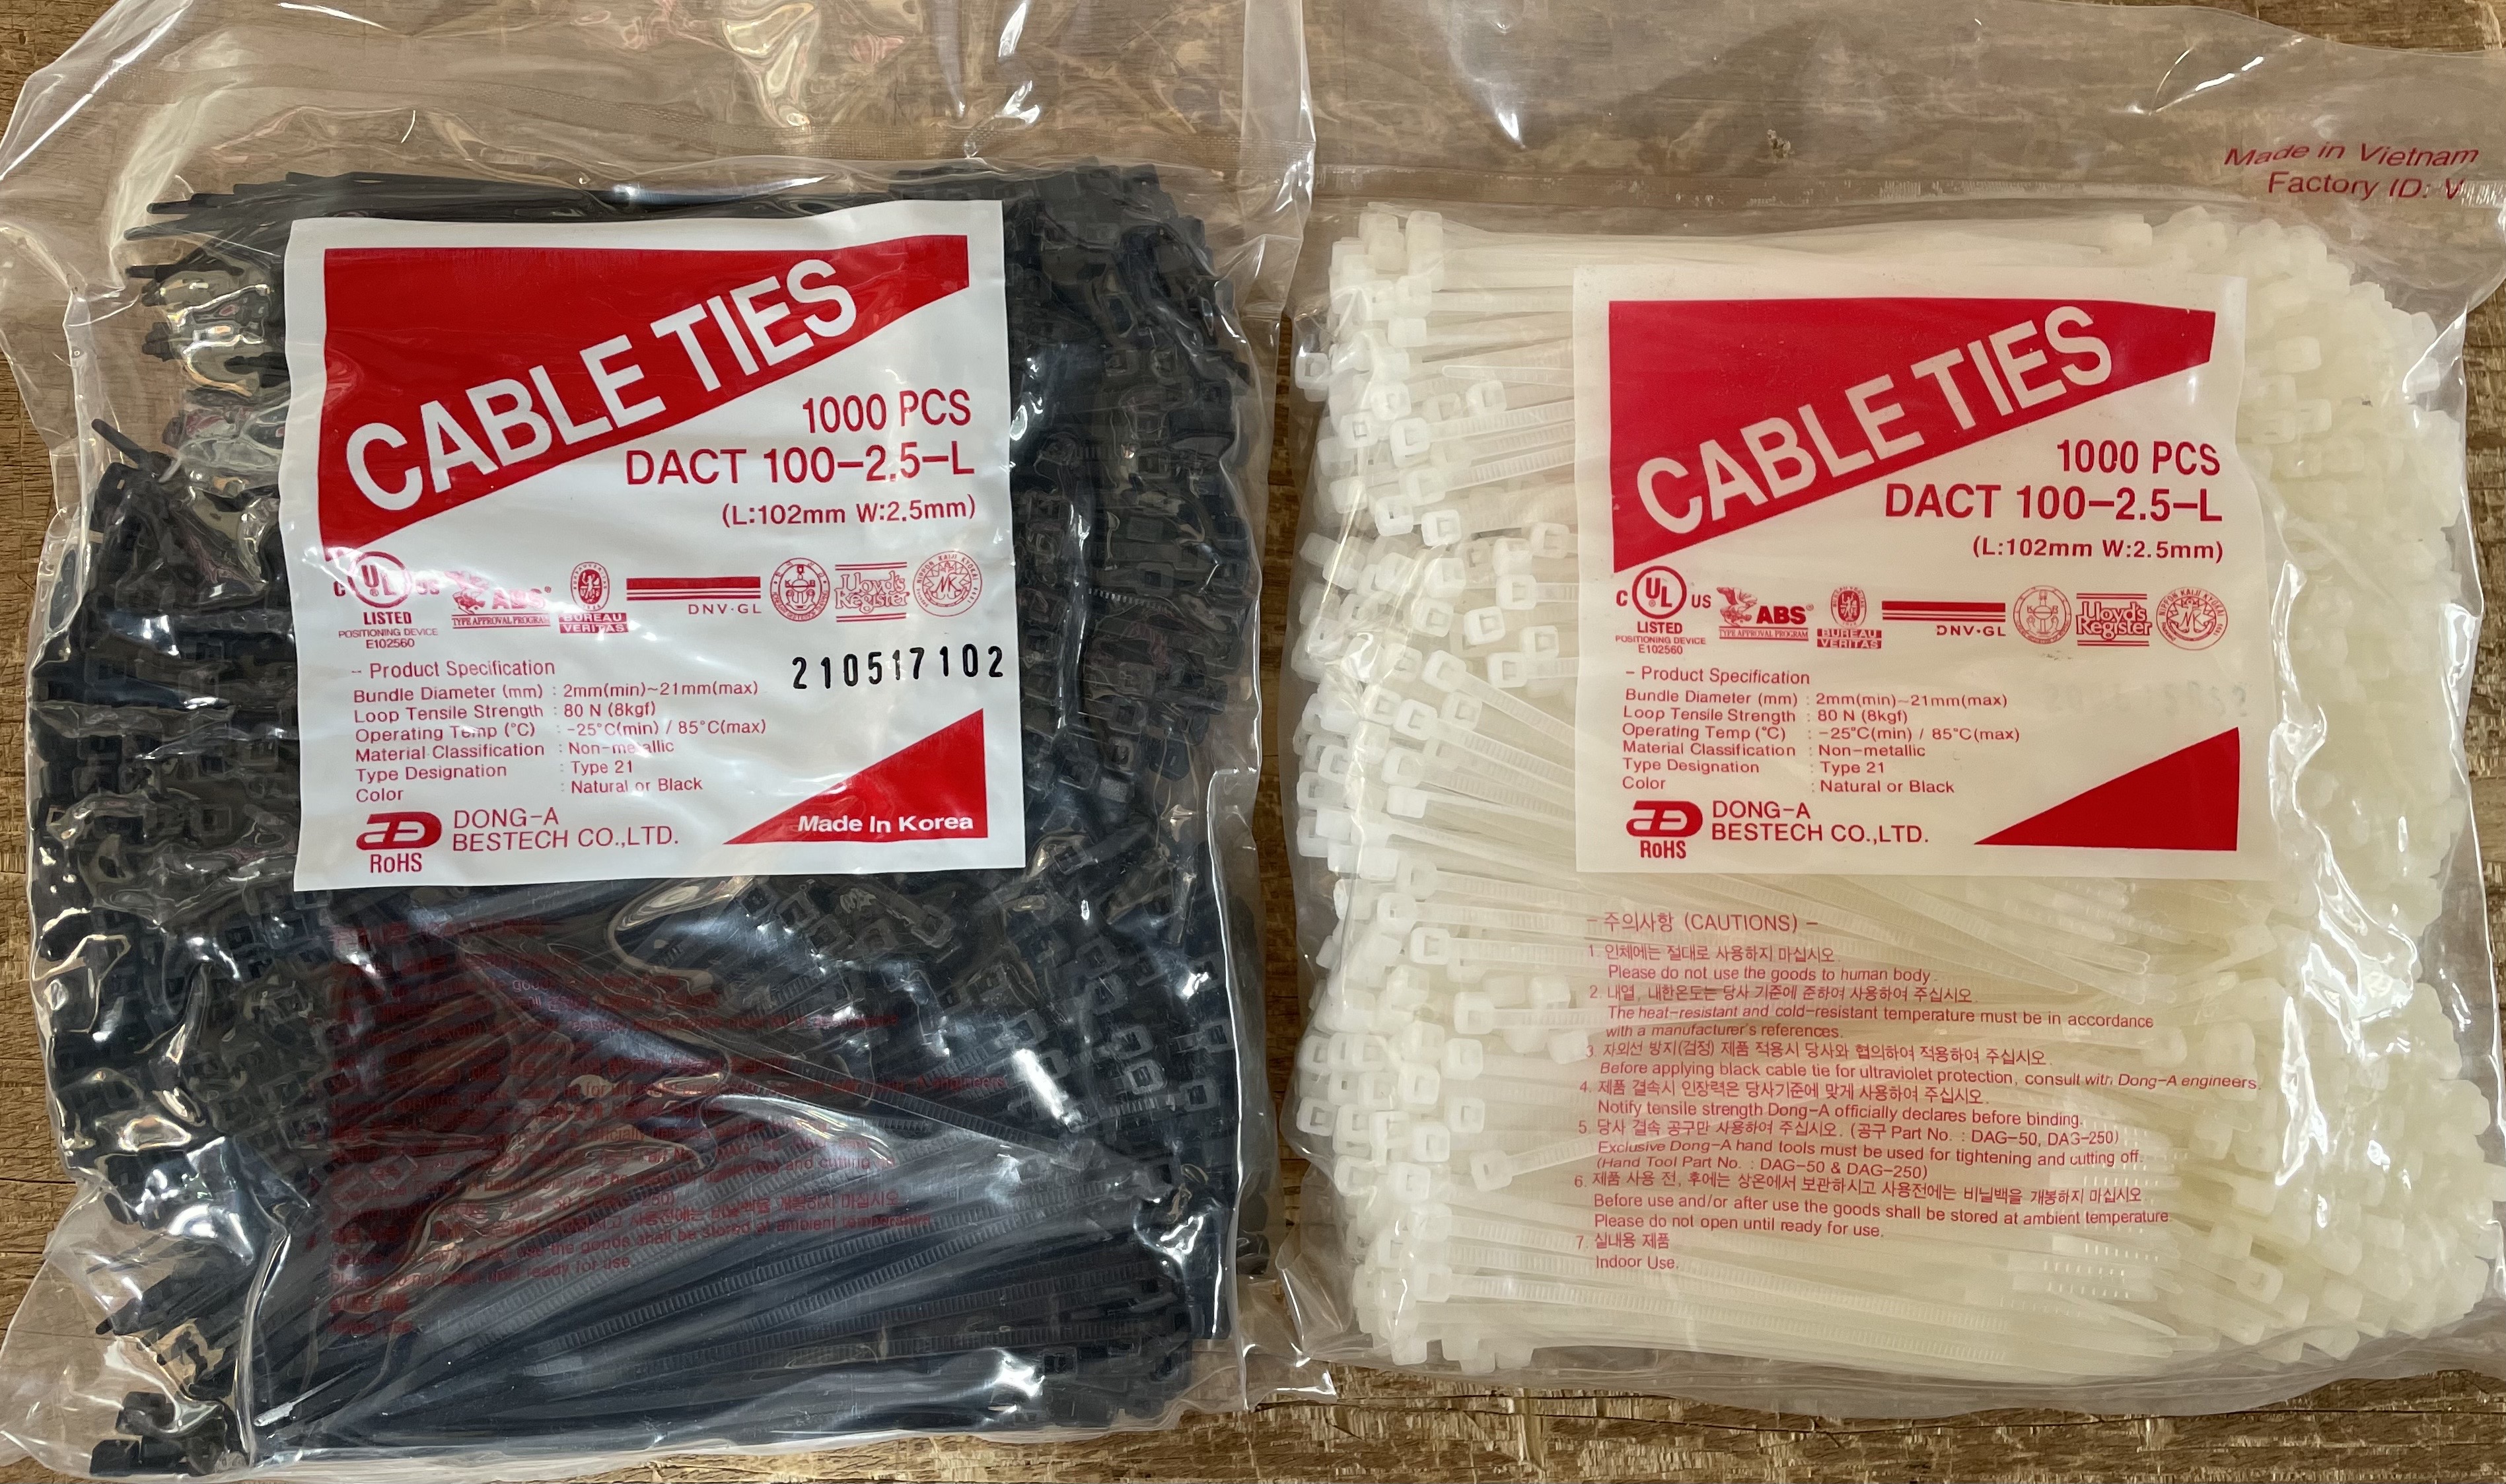 CABLE TIES
1000 PCS
DACT 100-2.5-L
(L:102mm W:2.5mm)
C UL US
LISTED
POSITIONING DEVICE
E102560
ABS
TYPE APPROVAL PROGRAM
BUREAU
VERITAS
DNV·GL
Lloyd's
Register
NIPPON KAIJI KYOKAI
NK
210517102
- Product Specification
Bundle Diameter (mm) : 2mm(min)~21mm(max)
Loop Tensile Strength : 80 N (8kgf)
Operating Temp (°C) : -25°C(min) / 85°C(max)
Material Classification : Non-metallic
Type Designation : Type 21
Color : Natural or Black
DONG-A
BESTECH CO.,LTD.
RoHS
Made In Korea
the goods shall be stored at ambient temperature
ready for use.
Made in Vietnam
Factory ID: V
CABLE TIES
1000 PCS
DACT 100-2.5-L
(L:102mm W:2.5mm)
C UL US
LISTED
POSITIONING DEVICE
E102560
ABS
TYPE APPROVAL PROGRAM
BUREAU
VERITAS
DNV·GL
Lloyd's
Register
NIPPON KAIJI KYOKAI
NK
- Product Specification
Bundle Diameter (mm) : 2mm(min)~21mm(max)
Loop Tensile Strength : 80 N (8kgf)
Operating Temp (°C) : -25°C(min) / 85°C(max)
Material Classification : Non-metallic
Type Designation : Type 21
Color : Natural or Black
DONG-A
BESTECH CO.,LTD.
RoHS
- 주의사항 (CAUTIONS) -
1. 인체에는 절대로 사용하지 마십시오.
Please do not use the goods to human body.
2. 내열, 내한온도는 당사 기준에 준하여 사용하여 주십시오.
The heat-resistant and cold-resistant temperature must be in accordance
with a manufacturer's references.
3. 자외선 방지(검정) 제품 적용시 당사와 협의하여 적용하여 주십시오.
Before applying black cable tie for ultraviolet protection, consult with Dong-A engineers.
4. 제품 결속시 인장력은 당사기준에 맞게 사용하여 주십시오.
Notify tensile strength Dong-A officially declares before binding.
5. 당사 결속 공구만 사용하여 주십시오. (공구 Part No. : DAG-50, DAG-250)
Exclusive Dong-A hand tools must be used for tightening and cutting off.
(Hand Tool Part No. : DAG-50 & DAG-250)
6. 제품 사용 전, 후에는 상온에서 보관하시고 사용전에는 비닐백을 개봉하지 마십시오
Before use and/or after use the goods shall be stored at ambient temperature.
Please do not open until ready for use.
7. 실내용 제품
Indoor Use.